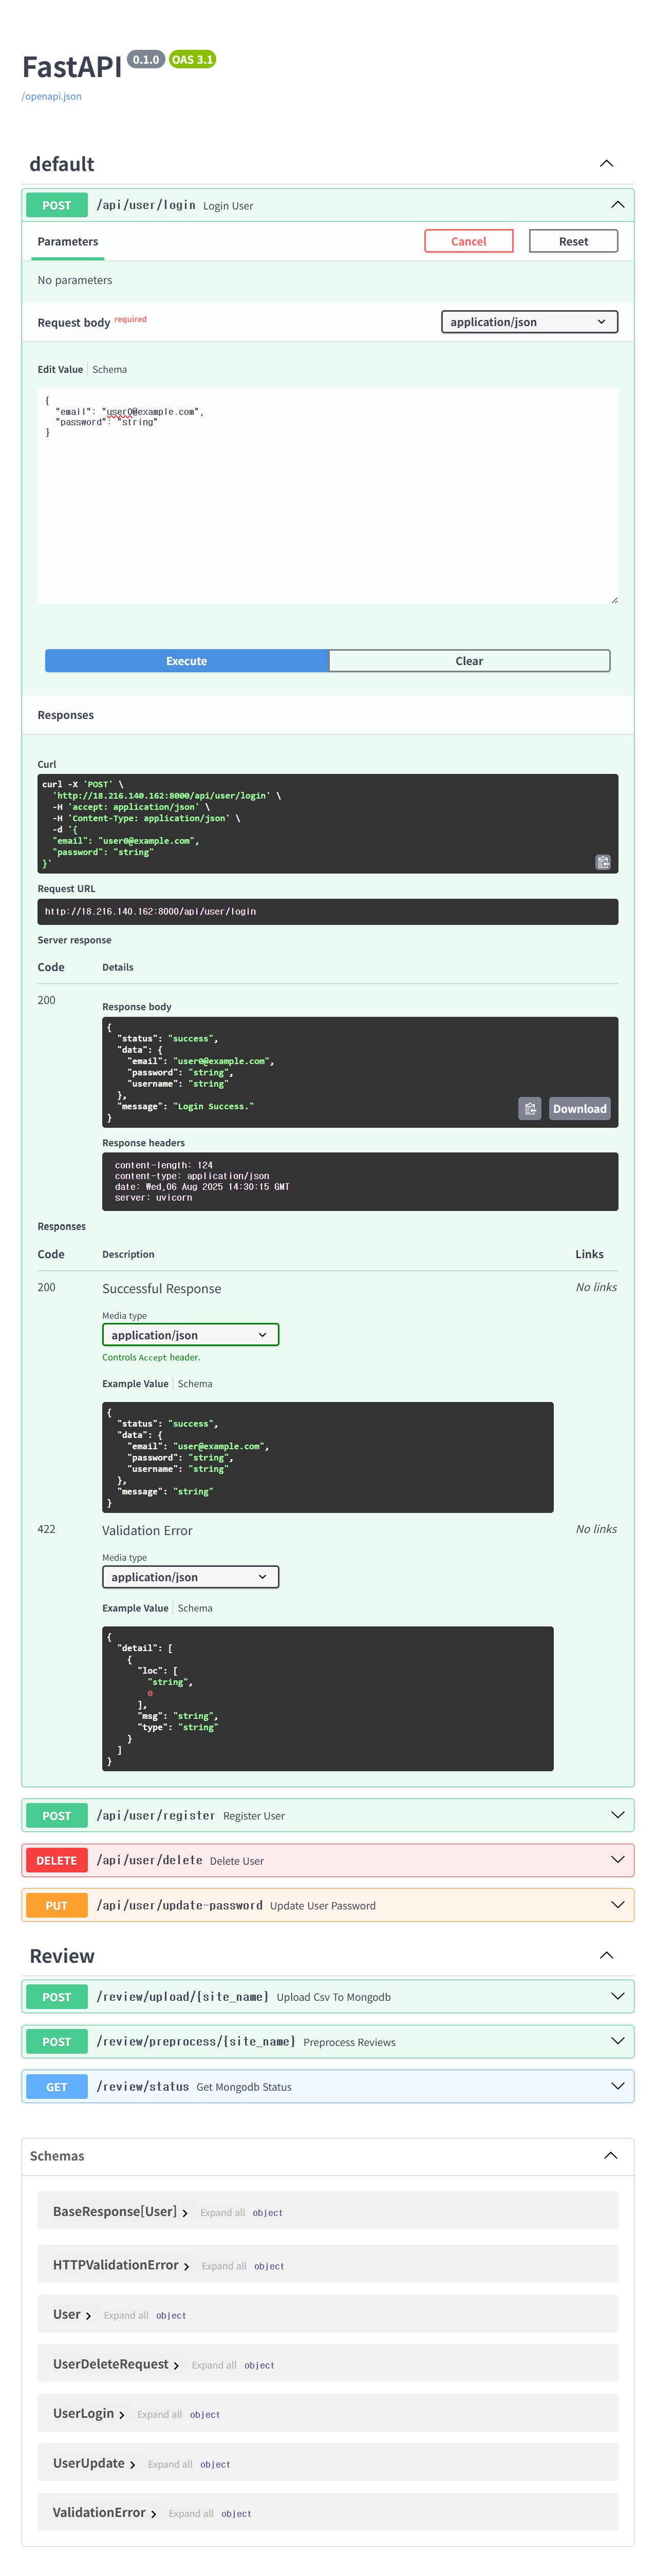 FastAPI 0.1.0 OAS 3.1
/openapi.json
default
POST /api/user/login Login User
Parameters Cancel Reset
No parameters
Request body required application/json
Edit Value Schema
{
"email": "user0@example.com",
"password": "string"
}
Execute Clear
Responses
Curl
curl -X 'POST' \
'http://18.216.140.162:8000/api/user/login' \
-H 'accept: application/json' \
-H 'Content-Type: application/json' \
-d '{
"email": "user0@example.com",
"password": "string"
}'
Request URL
http://18.216.140.162:8000/api/user/login
Server response
Code Details
200
Response body
{
"status": "success",
"data": {
"email": "user0@example.com",
"password": "string",
"username": "string"
},
"message": "Login Success."
}
Download
Response headers
content-length: 124
content-type: application/json
date: Wed,06 Aug 2025 14:30:15 GMT
server: uvicorn
Responses
Code Description Links
200 Successful Response No links
Media type
application/json
Controls Accept header.
Example Value Schema
{
"status": "success",
"data": {
"email": "user@example.com",
"password": "string",
"username": "string"
},
"message": "string"
}
422 Validation Error No links
Media type
application/json
Example Value Schema
{
"detail": [
{
"loc": [
"string",
0
],
"msg": "string",
"type": "string"
}
]
}
POST /api/user/register Register User
DELETE /api/user/delete Delete User
PUT /api/user/update-password Update User Password
Review
POST /review/upload/{site_name} Upload Csv To Mongodb
POST /review/preprocess/{site_name} Preprocess Reviews
GET /review/status Get Mongodb Status
Schemas
BaseResponse[User] Expand all object
HTTPValidationError Expand all object
User Expand all object
UserDeleteRequest Expand all object
UserLogin Expand all object
UserUpdate Expand all object
ValidationError Expand all object